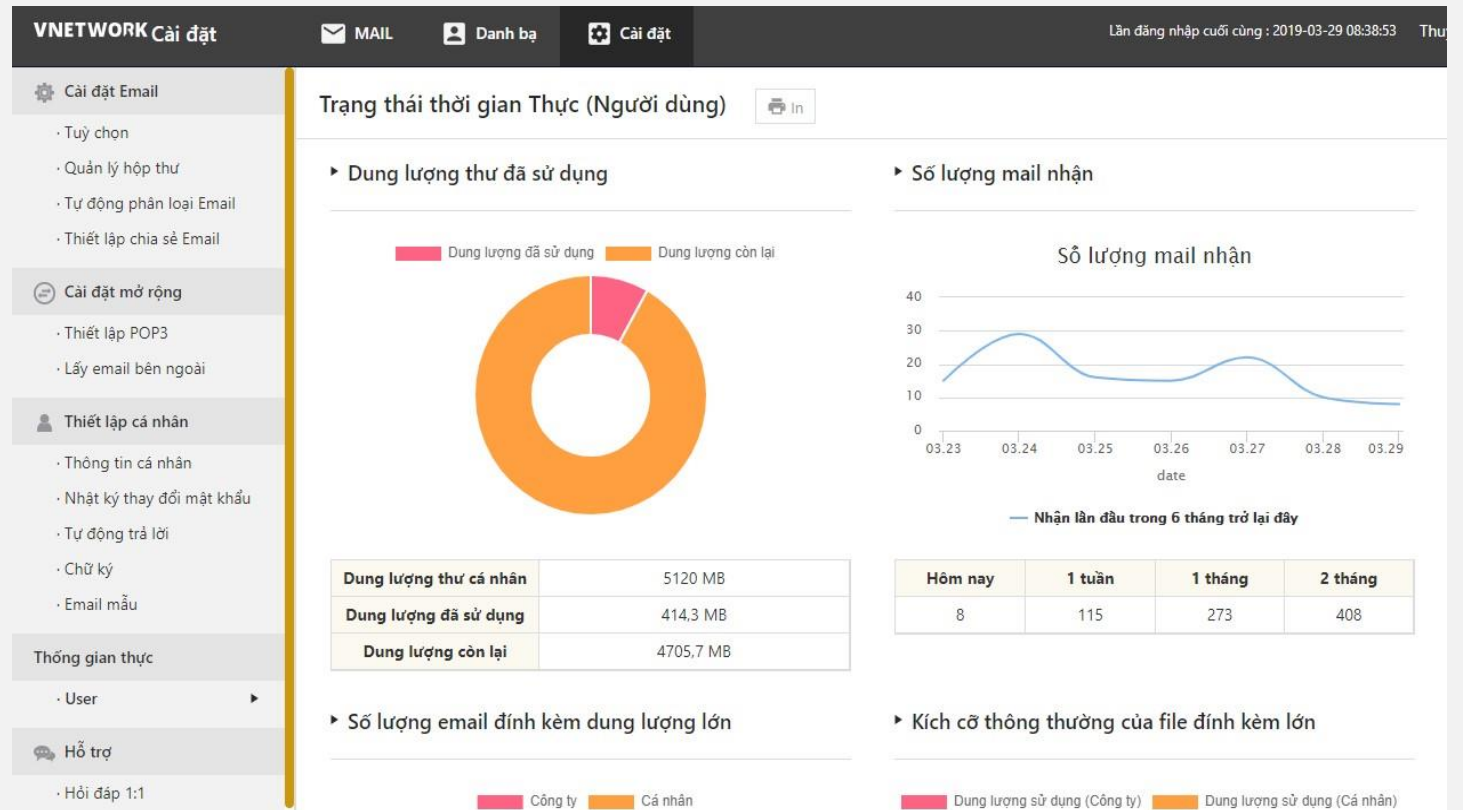 VNETWORK Cài đặt
MAIL
Danh bạ
Cài đặt
Lần đăng nhập cuối cùng : 2019-03-29 08:38:53
Cài đặt Email
· Tuỳ chọn
· Quản lý hộp thư
· Tự động phân loại Email
· Thiết lập chia sẻ Email
Cài đặt mở rộng
· Thiết lập POP3
· Lấy email bên ngoài
Thiết lập cá nhân
· Thông tin cá nhân
· Nhật ký thay đổi mật khẩu
· Tự động trả lời
· Chữ ký
· Email mẫu
Thống gian thực
· User
Hỗ trợ
· Hỏi đáp 1:1
Trạng thái thời gian Thực (Người dùng)
In
Dung lượng thư đã sử dụng
Dung lượng đã sử dụng Dung lượng còn lại
Dung lượng thư cá nhân 5120 MB
Dung lượng đã sử dụng 414,3 MB
Dung lượng còn lại 4705,7 MB
Số lượng mail nhận
Số lượng mail nhận
40
30
20
10
0
03.23 03.24 03.25 03.26 03.27 03.28 03.29
date
Nhận lần đầu trong 6 tháng trở lại đây
Hôm nay 1 tuần 1 tháng 2 tháng
8 115 273 408
Số lượng email đính kèm dung lượng lớn
Công ty Cá nhân
Kích cỡ thông thường của file đính kèm lớn
Dung lượng sử dụng (Công ty) Dung lượng sử dụng (Cá nhân)